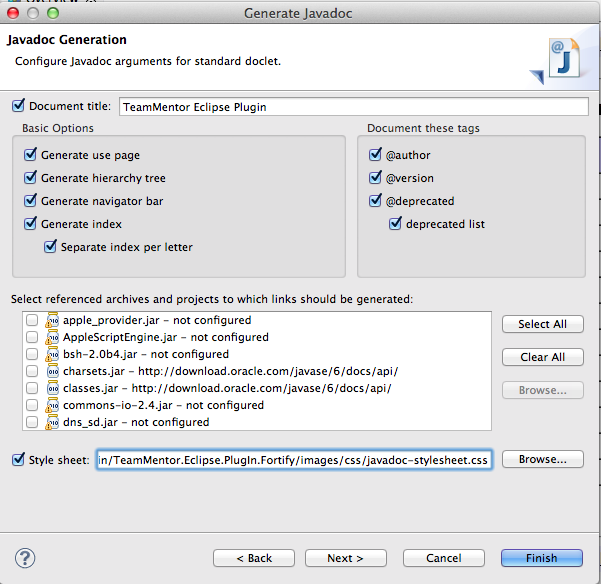 Generate Javadoc
Javadoc Generation
Configure Javadoc arguments for standard doclet.
@
J
Document title: TeamMentor Eclipse Plugin
Basic Options
Generate use page
Generate hierarchy tree
Generate navigator bar
Generate index
Separate index per letter
Document these tags
@author
@version
@deprecated
deprecated list
Select referenced archives and projects to which links should be generated:
apple_provider.jar – not configured
AppleScriptEngine.jar – not configured
bsh-2.0b4.jar – not configured
charsets.jar – http://download.oracle.com/javase/6/docs/api/
classes.jar – http://download.oracle.com/javase/6/docs/api/
commons-io-2.4.jar – not configured
dns_sd.jar – not configured
Select All
Clear All
Browse...
Style sheet: in/TeamMentor.Eclipse.PlugIn.Fortify/images/css/javadoc-stylesheet.css Browse...
? < Back Next > Cancel Finish